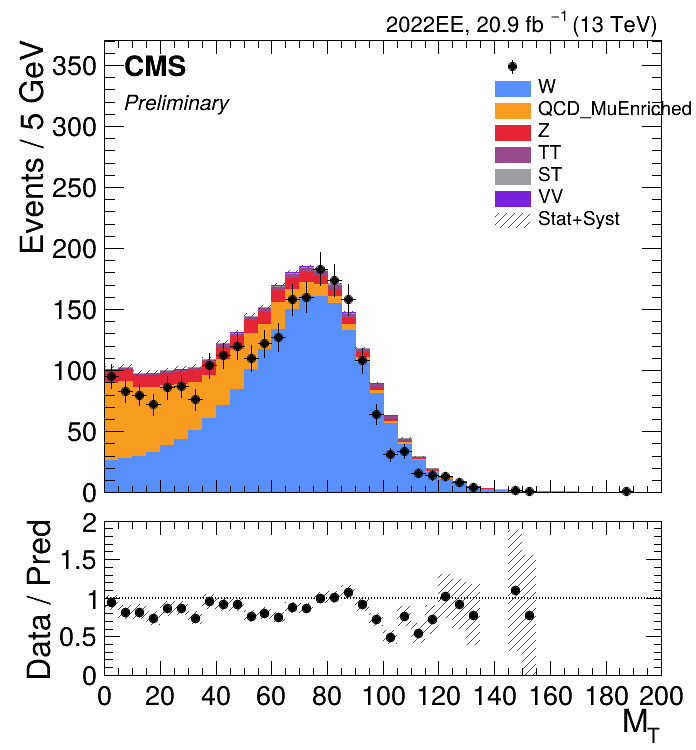 2022EE, 20.9 fb⁻¹ (13 TeV)
CMS
Preliminary
W
QCD_MuEnriched
Z
TT
ST
VV
Stat+Syst
Events / 5 GeV
350
300
250
200
150
100
50
0
Data / Pred
2
1.5
1
0.5
0
0 20 40 60 80 100 120 140 160 180 200
M_T